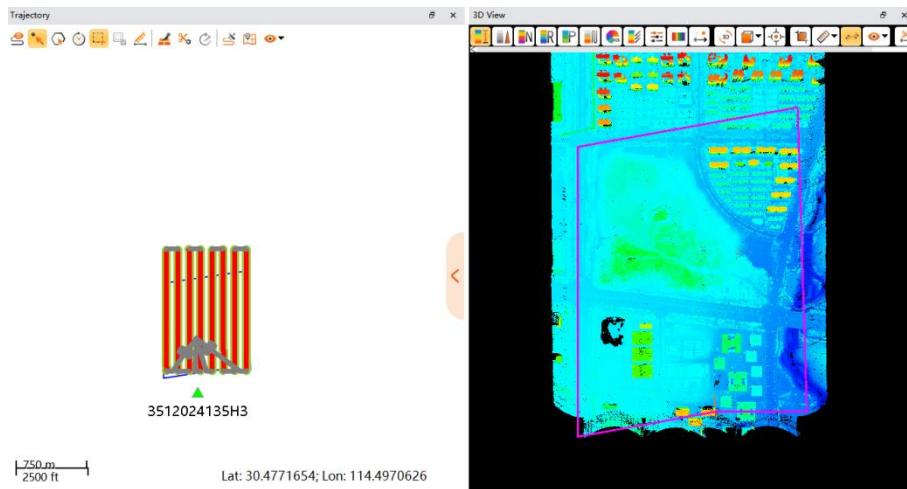 Trajectory
3D View
3512024135H3
750 m
2500 ft
Lat: 30.4771654; Lon: 114.4970626